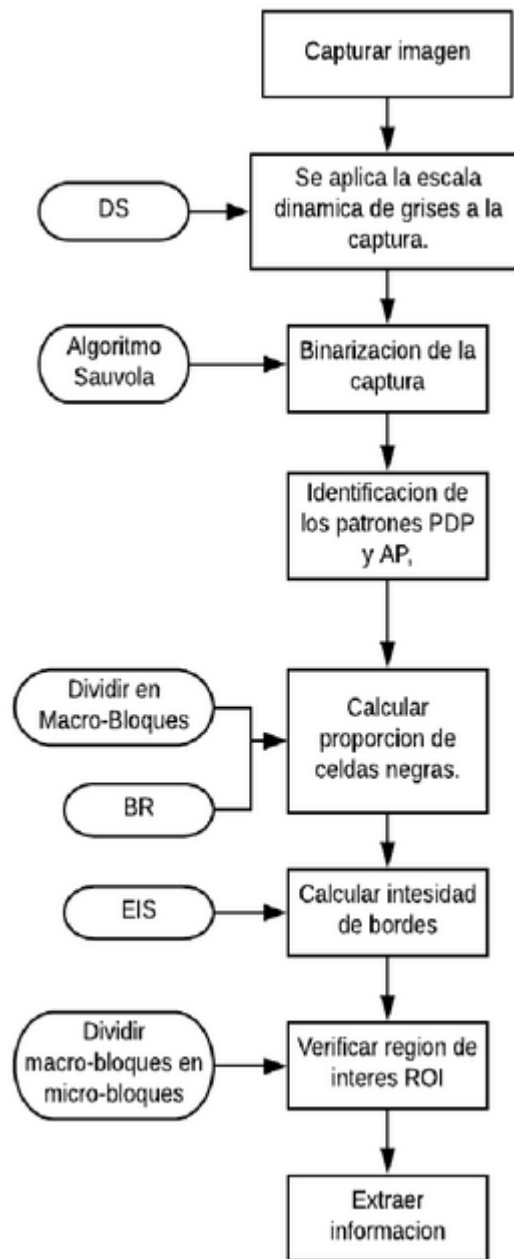 Capturar imagen
DS
Se aplica la escala
dinamica de grises a la
captura.
Algoritmo
Sauvola
Binarizacion de la
captura
Identificacion de
los patrones PDP
y AP,
Dividir en
Macro-Bloques
BR
Calcular
proporcion de
celdas negras.
EIS
Calcular intesidad
de bordes
Dividir
macro-bloques en
micro-bloques
Verificar region de
interes ROI
Extraer
informacion